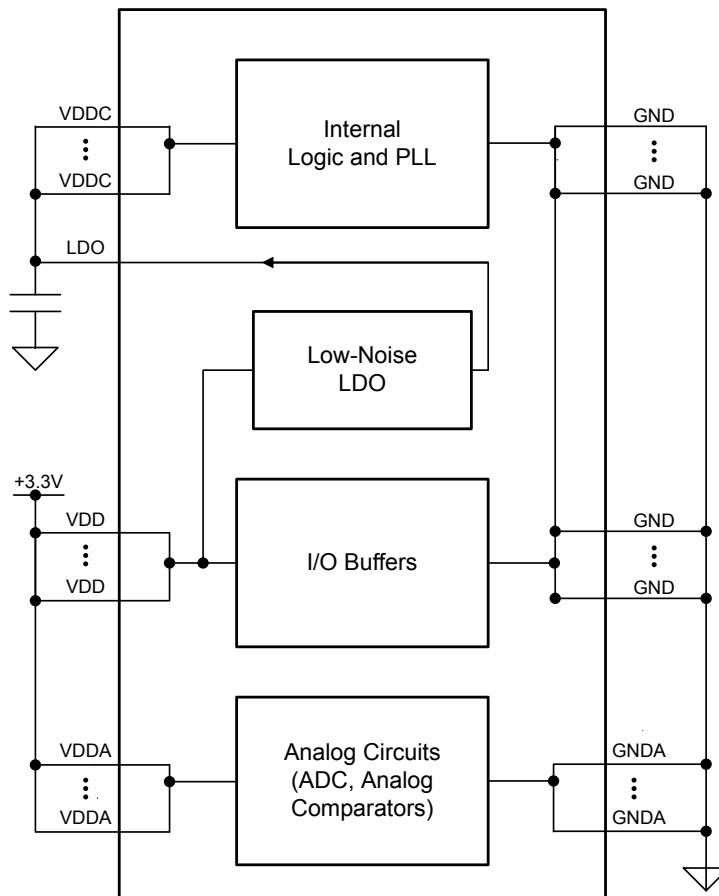 VDDC
VDDC
LDO
Internal
Logic and PLL
GND
GND
Low-Noise
LDO
+3.3V
VDD
VDD
I/O Buffers
GND
GND
VDDA
VDDA
Analog Circuits
(ADC, Analog
Comparators)
GNDA
GNDA